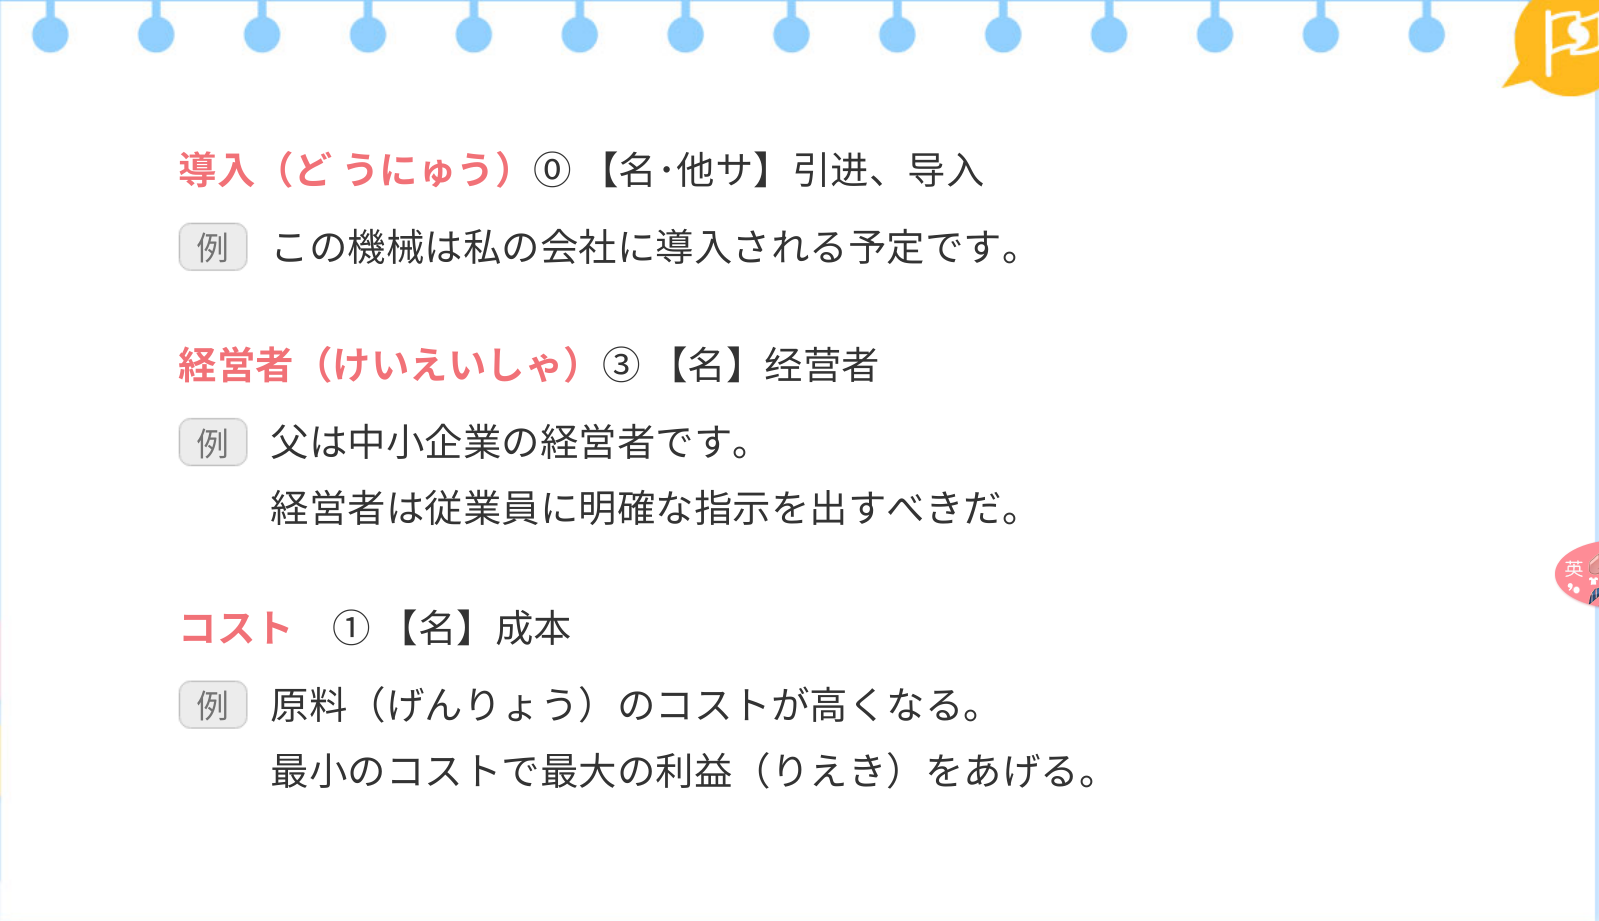 導入（ど うにゅう）⓪ 【名·他サ】引进、导入
例 この機械は私の会社に導入される予定です。
経営者（けいえいしゃ）③ 【名】经营者
例 父は中小企業の経営者です。
経営者は従業員に明確な指示を出すべきだ。
コスト ① 【名】成本
例 原料（げんりょう）のコストが高くなる。
最小のコストで最大の利益（りえき）をあげる。
英